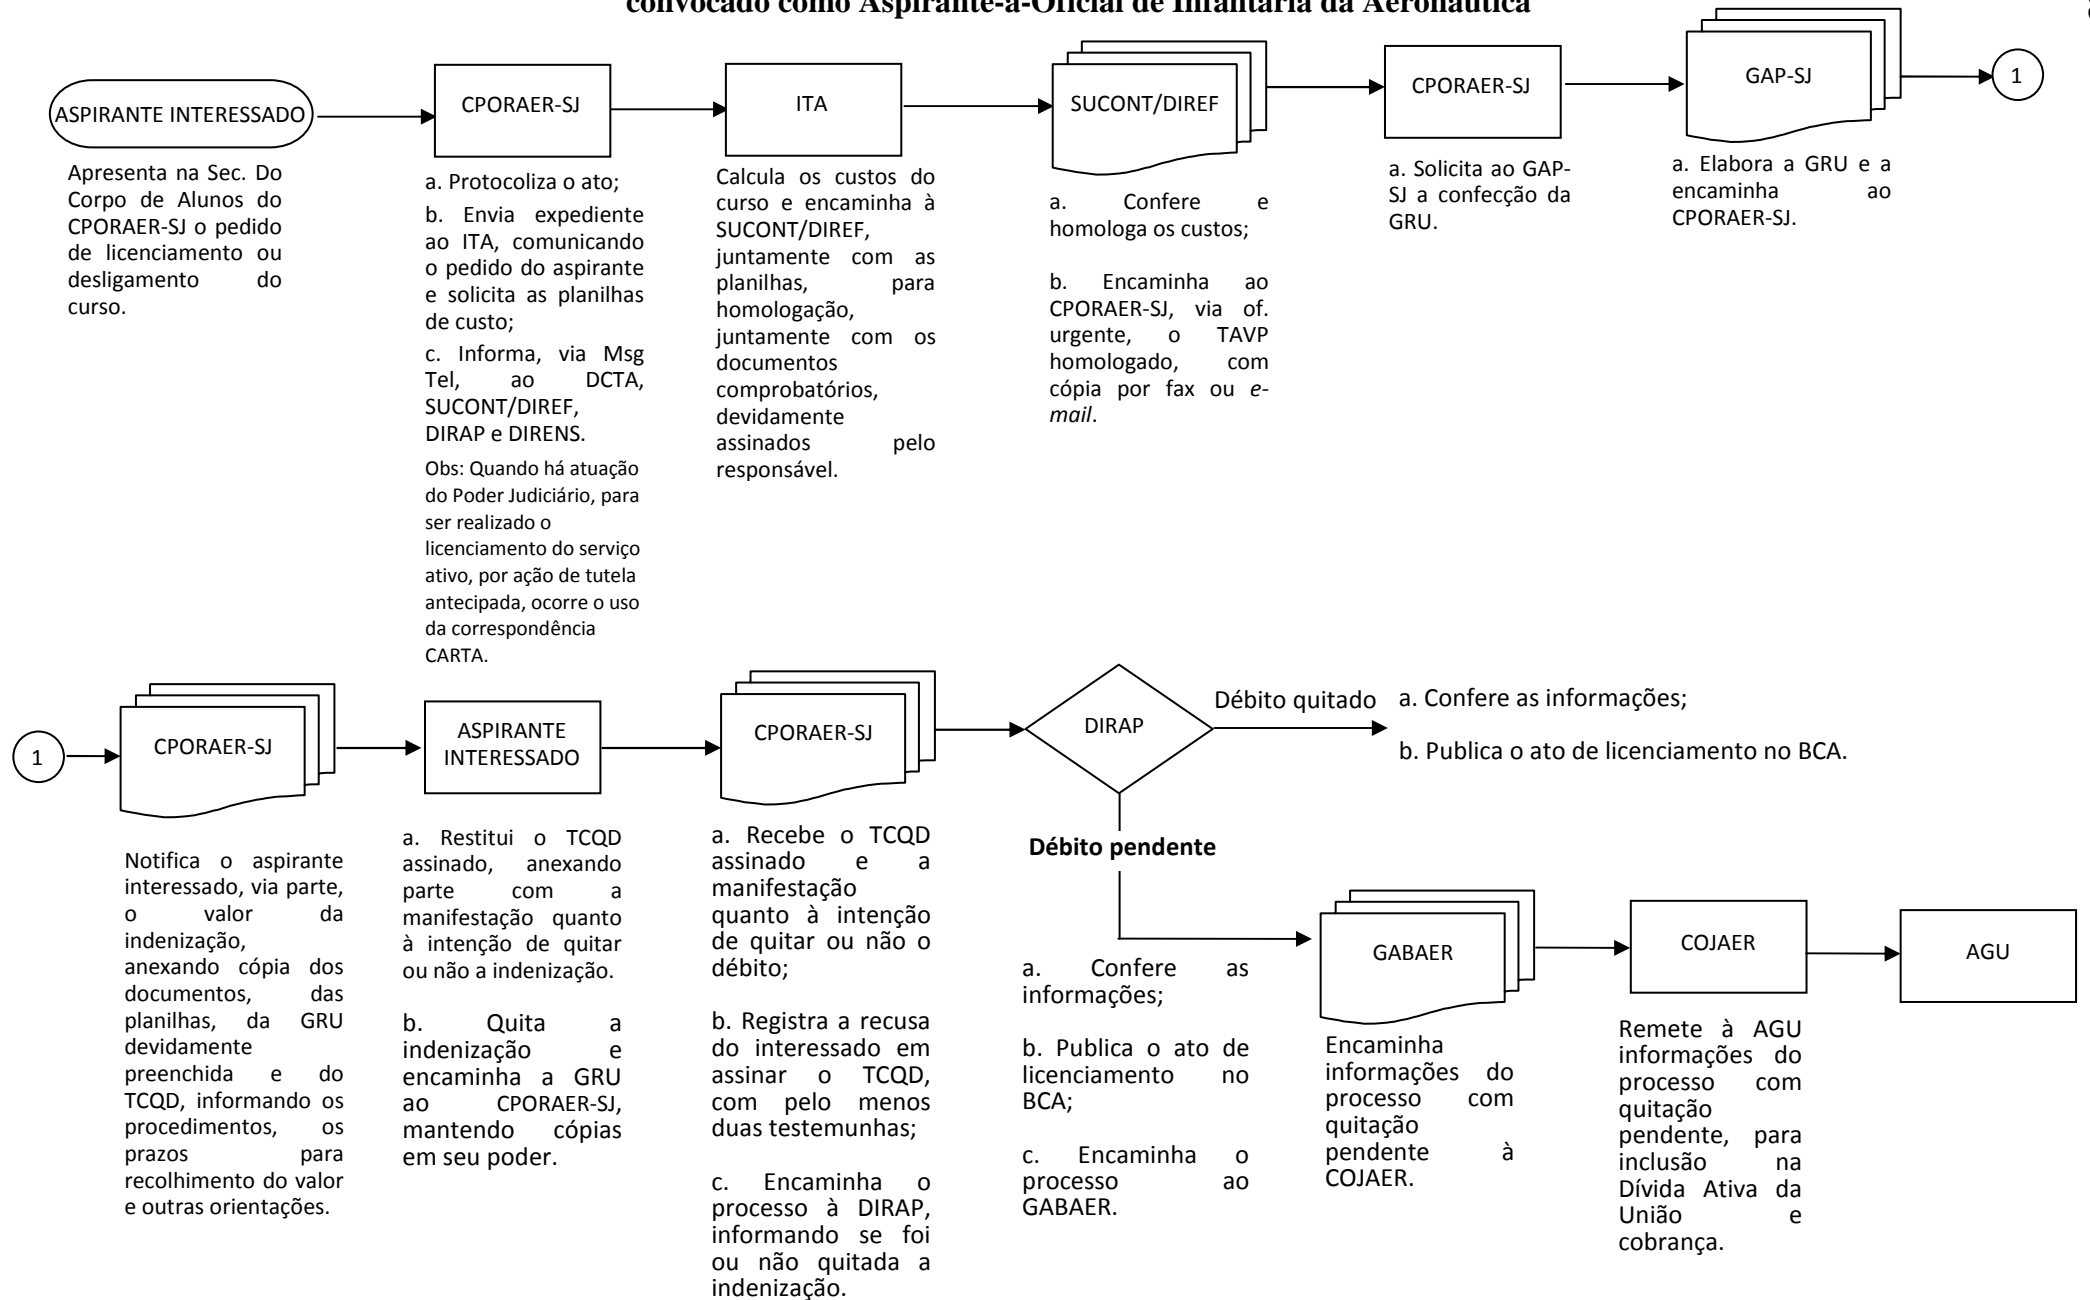 convocado como Aspirante-a-Oficial de Infantaria da Aeronáutica
ASPIRANTE INTERESSADO
Apresenta na Sec. Do
Corpo de Alunos do
CPORAER-SJ o pedido
de licenciamento ou
desligamento do
curso.
CPORAER-SJ
a. Protocoliza o ato;
b. Envia expediente
ao ITA, comunicando
o pedido do aspirante
e solicita as planilhas
de custo;
c. Informa, via Msg
Tel, ao DCTA,
SUCONT/DIREF,
DIRAP e DIRENS.
Obs: Quando há atuação
do Poder Judiciário, para
ser realizado o
licenciamento do serviço
ativo, por ação de tutela
antecipada, ocorre o uso
da correspondência
CARTA.
ITA
Calcula os custos do
curso e encaminha à
SUCONT/DIREF,
juntamente com as
planilhas, para
homologação,
juntamente com os
documentos
comprobatórios,
devidamente
assinados pelo
responsável.
SUCONT/DIREF
a. Confere e
homologa os custos;
b. Encaminha ao
CPORAER-SJ, via of.
urgente, o TAVP
homologado, com
cópia por fax ou e-
mail.
CPORAER-SJ
a. Solicita ao GAP-
SJ a confecção da
GRU.
GAP-SJ
a. Elabora a GRU e a
encaminha ao
CPORAER-SJ.
1
1
CPORAER-SJ
Notifica o aspirante
interessado, via parte,
o valor da
indenização,
anexando cópia dos
documentos, das
planilhas, da GRU
devidamente
preenchida e do
TCQD, informando os
procedimentos, os
prazos para
recolhimento do valor
e outras orientações.
ASPIRANTE
INTERESSADO
a. Restitui o TCQD
assinado, anexando
parte com a
manifestação quanto
à intenção de quitar
ou não a indenização.
b. Quita a
indenização e
encaminha a GRU
ao CPORAER-SJ,
mantendo cópias
em seu poder.
CPORAER-SJ
a. Recebe o TCQD
assinado e a
manifestação
quanto à intenção
de quitar ou não o
débito;
b. Registra a recusa
do interessado em
assinar o TCQD,
com pelo menos
duas testemunhas;
c. Encaminha o
processo à DIRAP,
informando se foi
ou não quitada a
indenização.
DIRAP
Débito quitado
a. Confere as informações;
b. Publica o ato de licenciamento no BCA.
Débito pendente
a. Confere as
informações;
b. Publica o ato de
licenciamento no
BCA;
c. Encaminha o
processo ao
GABAER.
GABAER
Encaminha
informações do
processo com
quitação
pendente à
COJAER.
COJAER
Remete à AGU
informações do
processo com
quitação
pendente, para
inclusão na
Dívida Ativa da
União e
cobrança.
AGU